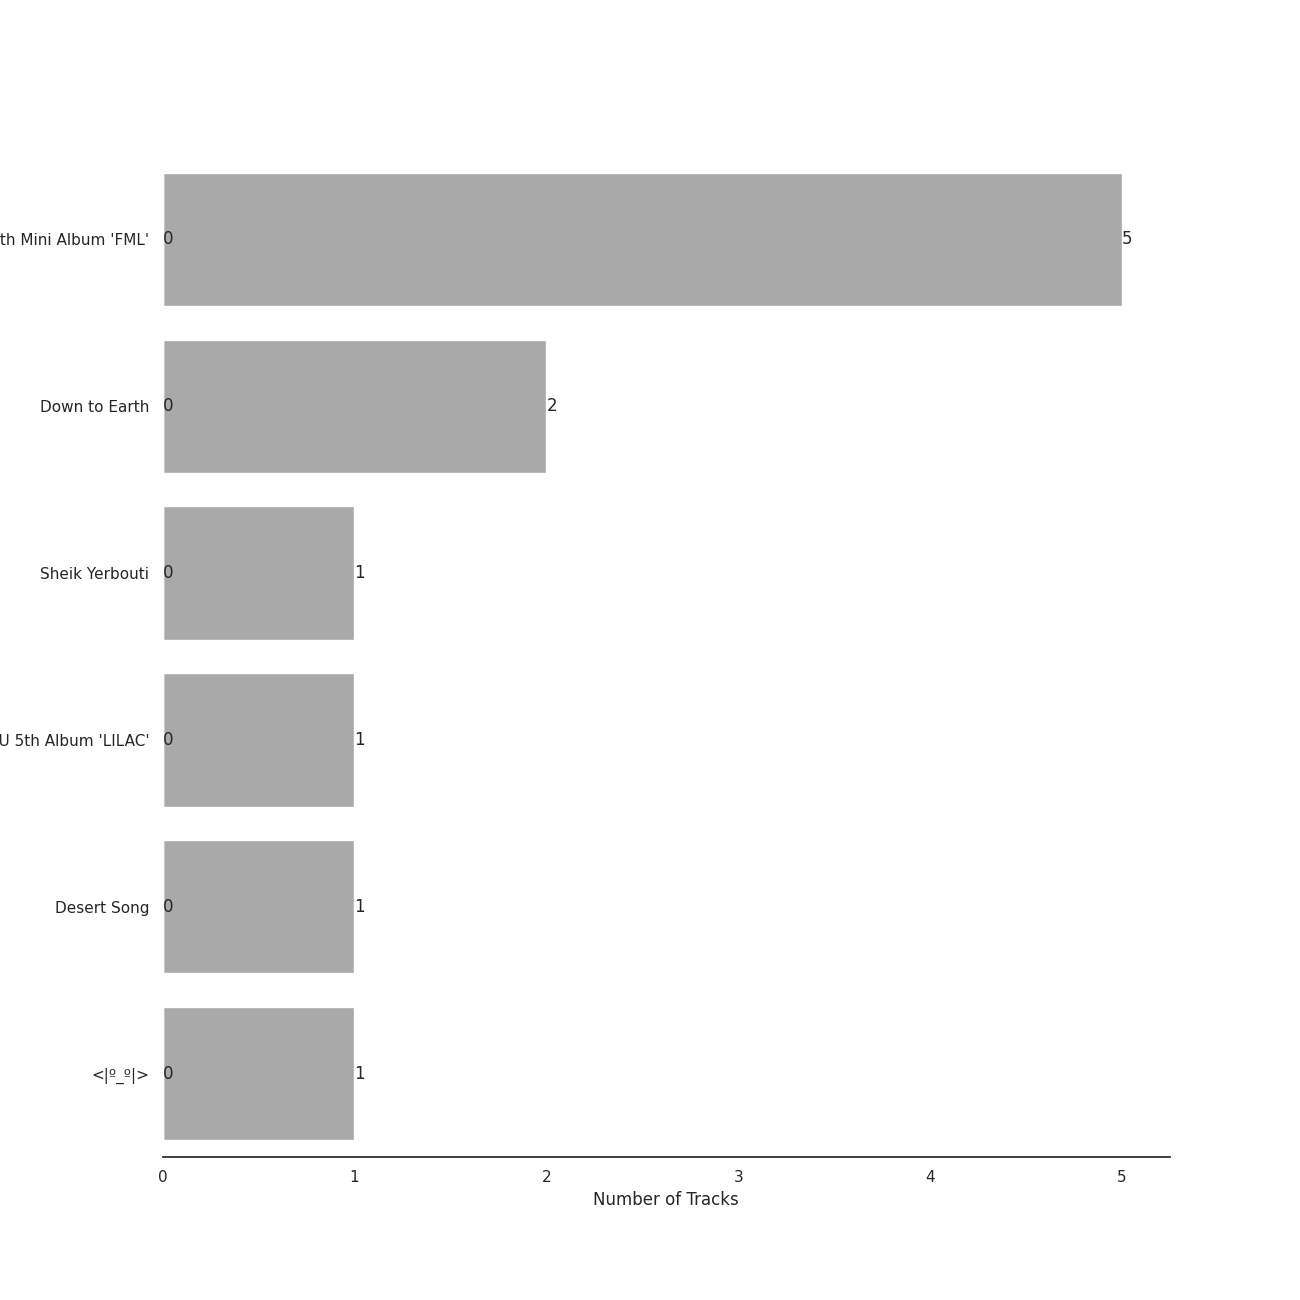 th Mini Album 'FML' 0 5
Down to Earth 0 2
Sheik Yerbouti 0 1
U 5th Album 'LILAC' 0 1
Desert Song 0 1
<|º_º|> 0 1
0 1 2 3 4 5
Number of Tracks